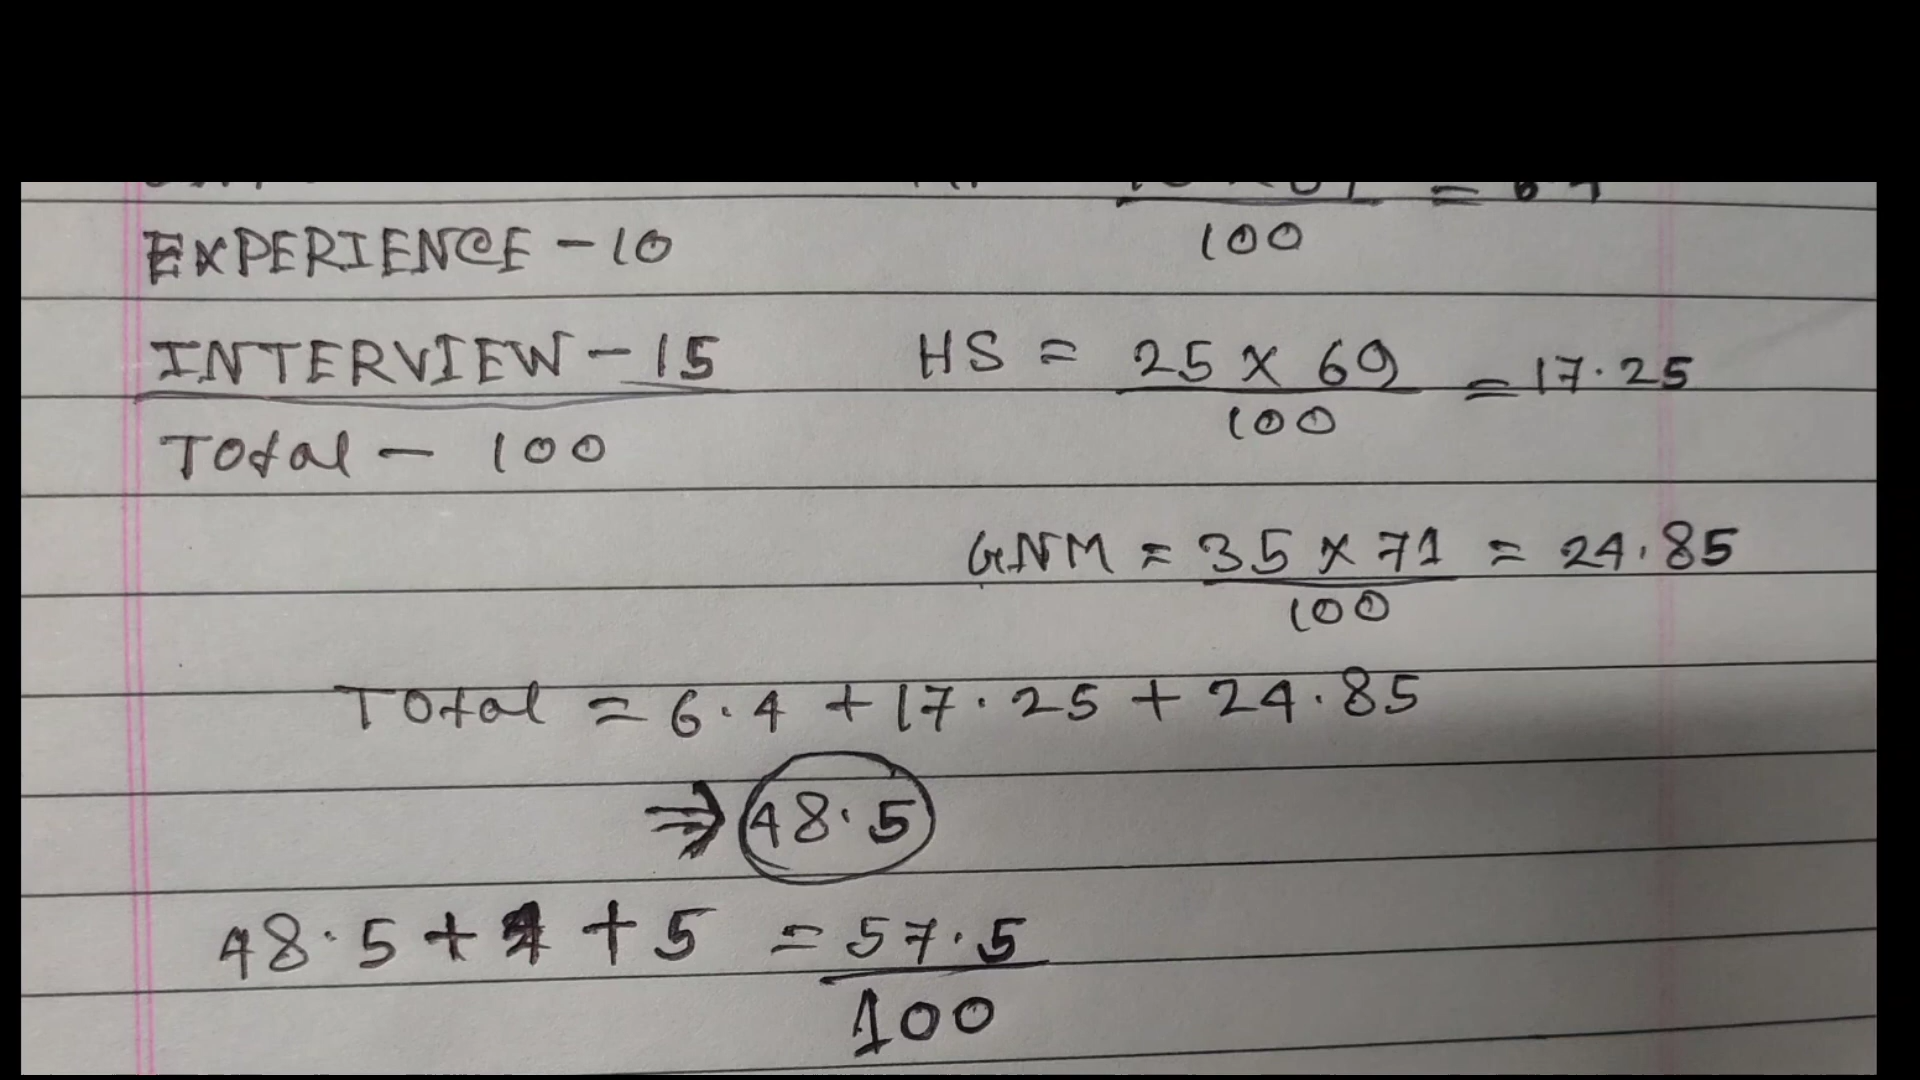 EXPERIENCE - 10
100
INTERVIEW - 15
HS = 25 x 69 = 17.25
100
Total - 100
GNM = 35 x 71 = 24.85
100
Total = 6.4 + 17.25 + 24.85
⇒ 48.5
48.5 + 4 + 5 = 57.5
100